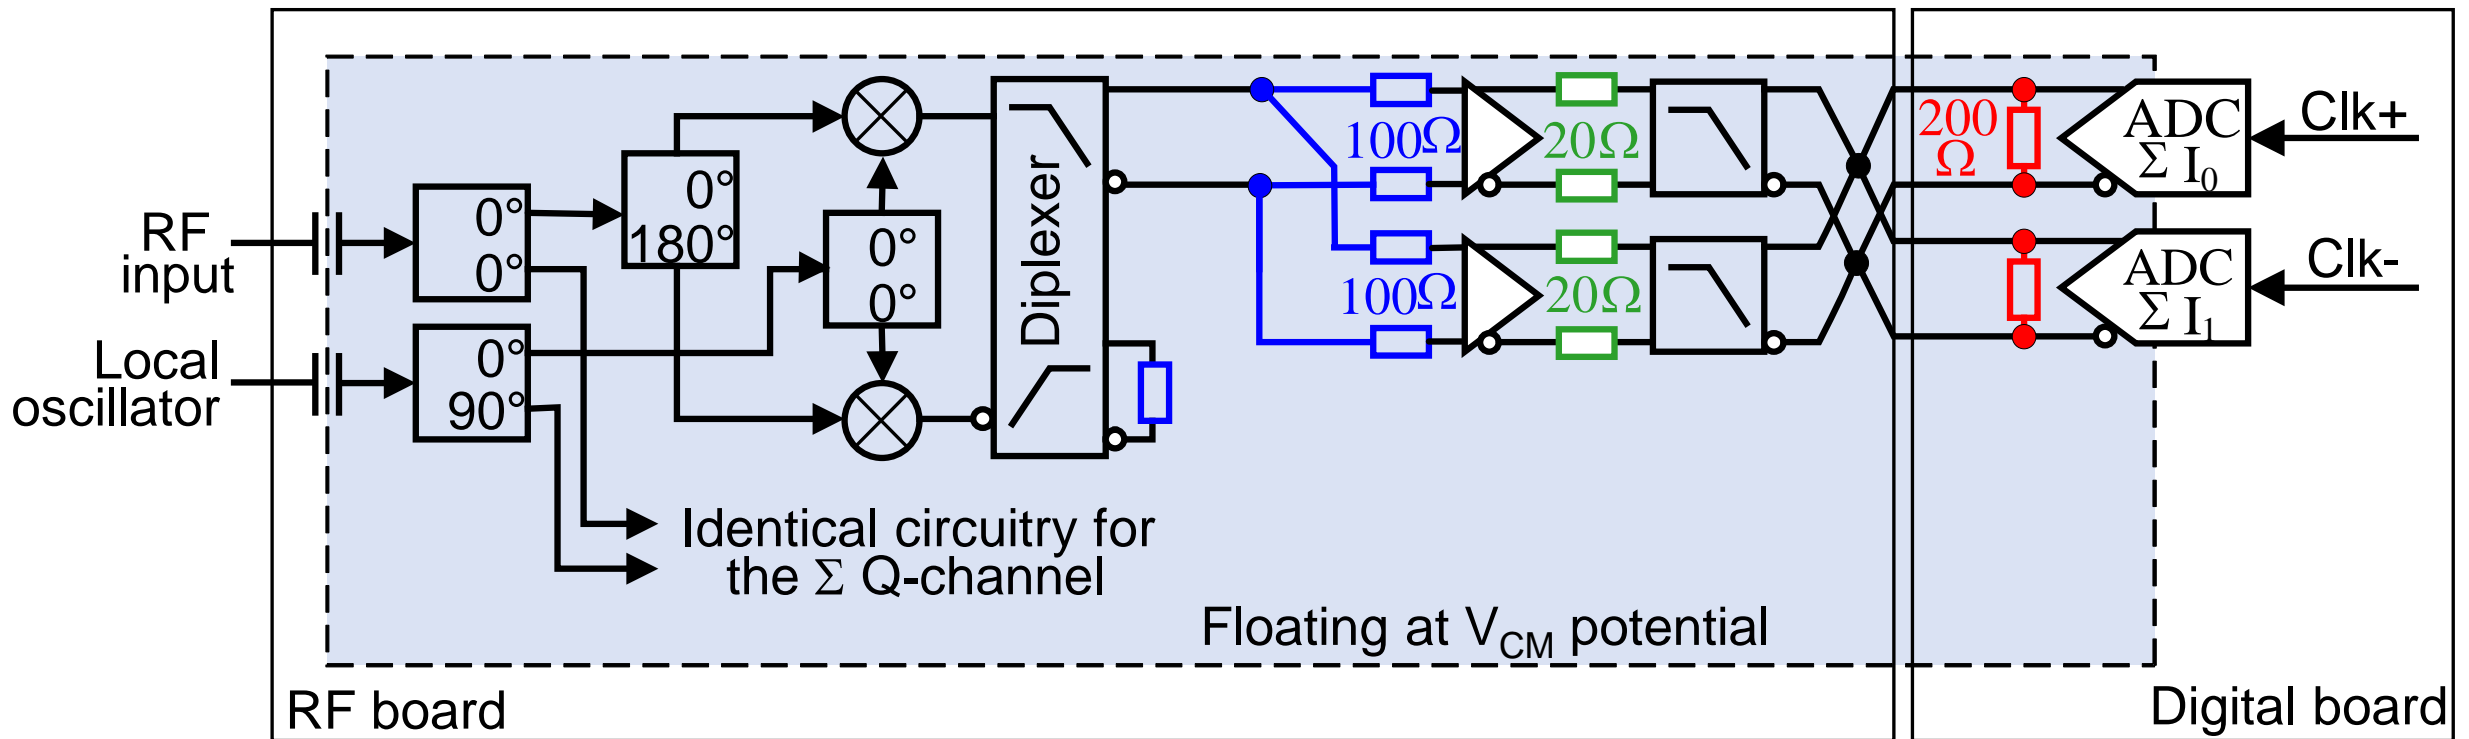 RF
input
Local
oscillator
0°
0°
0°
90°
0°
180°
0°
0°
Diplexer
100Ω
100Ω
20Ω
20Ω
200
Ω
ADC
Σ I0
ADC
Σ I1
Clk+
Clk-
Identical circuitry for
the Σ Q-channel
Floating at VCM potential
RF board
Digital board